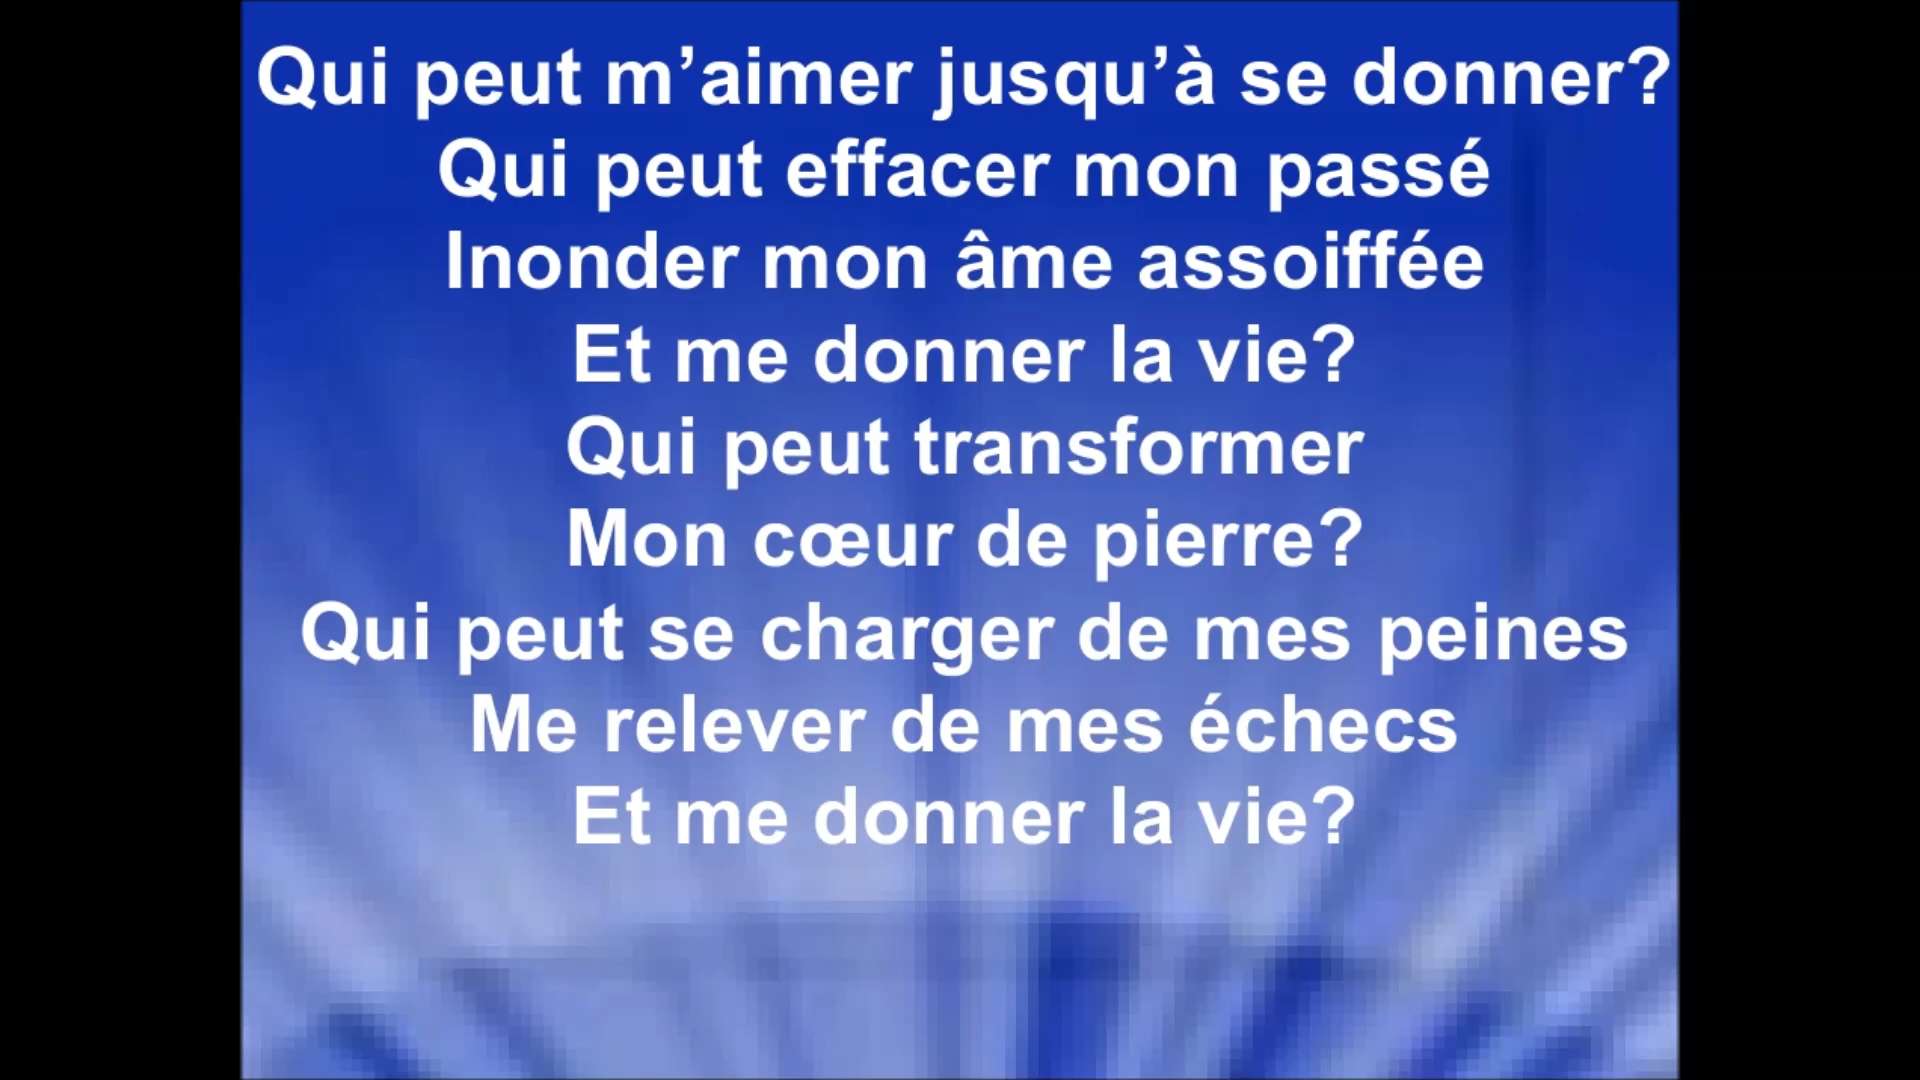 Qui peut m’aimer jusqu’à se donner?
Qui peut effacer mon passé
Inonder mon âme assoiffée
Et me donner la vie?
Qui peut transformer
Mon cœur de pierre?
Qui peut se charger de mes peines
Me relever de mes échecs
Et me donner la vie?